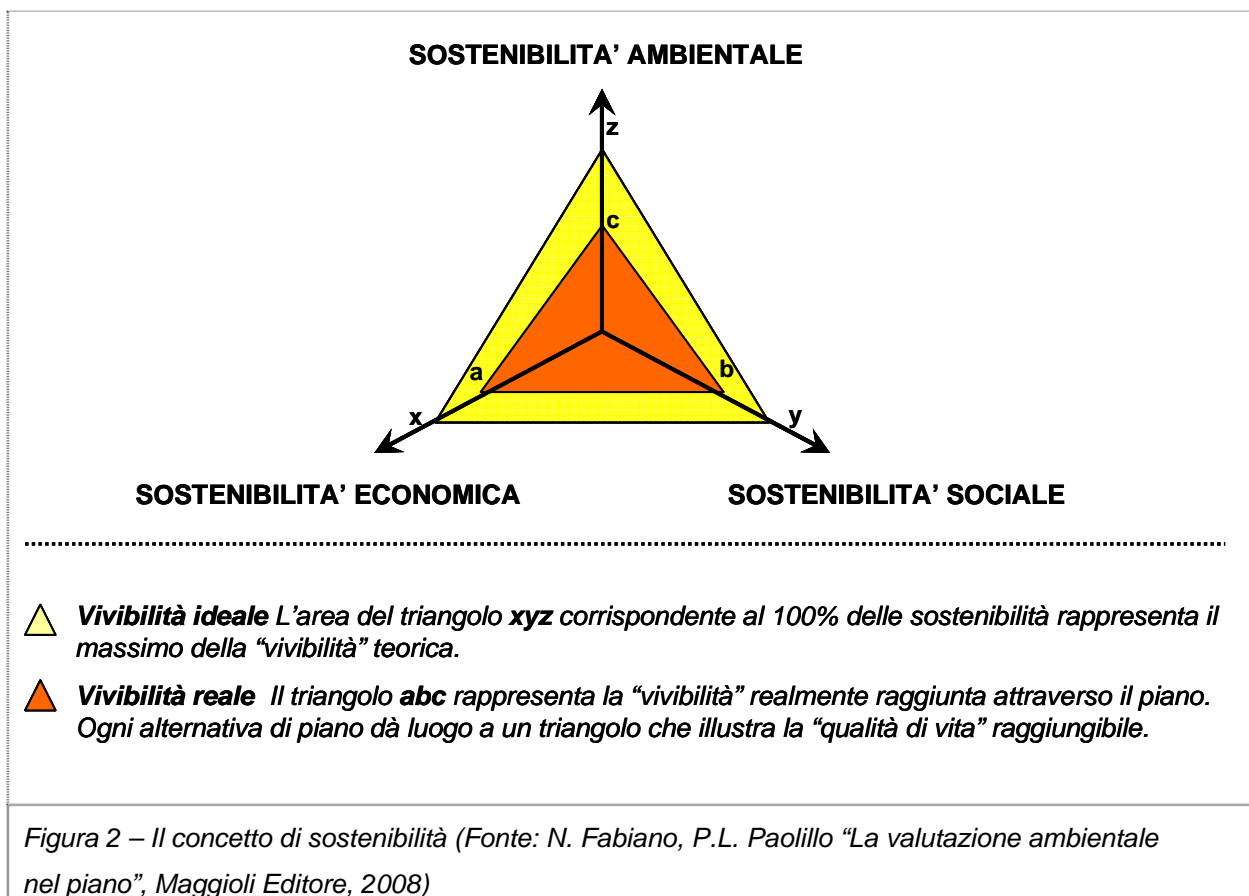 SOSTENIBILITA' AMBIENTALE
z
c
a
b
x
y
SOSTENIBILITA' ECONOMICA
SOSTENIBILITA' SOCIALE
Vivibilità ideale L'area del triangolo xyz corrispondente al 100% delle sostenibilità rappresenta il
massimo della “vivibilità” teorica.
Vivibilità reale Il triangolo abc rappresenta la “vivibilità” realmente raggiunta attraverso il piano.
Ogni alternativa di piano dà luogo a un triangolo che illustra la “qualità di vita” raggiungibile.
Figura 2 – Il concetto di sostenibilità (Fonte: N. Fabiano, P.L. Paolillo “La valutazione ambientale
nel piano”, Maggioli Editore, 2008)